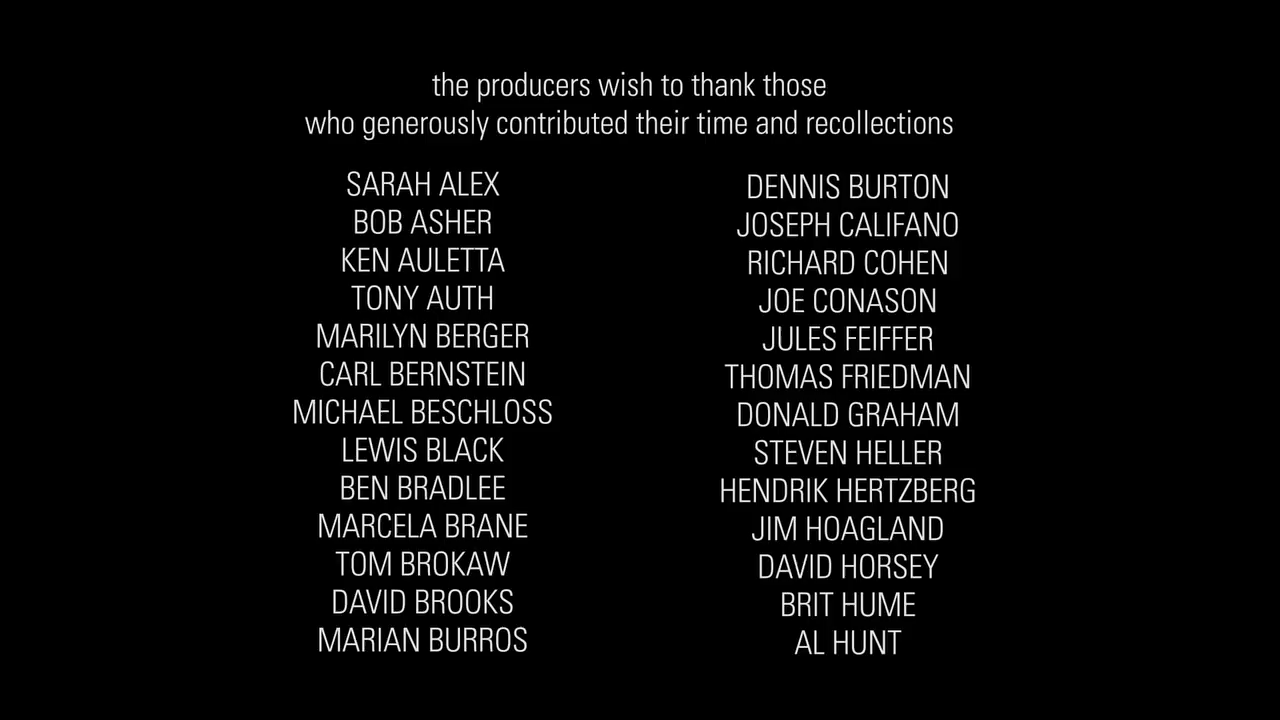 the producers wish to thank those
who generously contributed their time and recollections
SARAH ALEX
BOB ASHER
KEN AULETTA
TONY AUTH
MARILYN BERGER
CARL BERNSTEIN
MICHAEL BESCHLOSS
LEWIS BLACK
BEN BRADLEE
MARCELA BRANE
TOM BROKAW
DAVID BROOKS
MARIAN BURROS
DENNIS BURTON
JOSEPH CALIFANO
RICHARD COHEN
JOE CONASON
JULES FEIFFER
THOMAS FRIEDMAN
DONALD GRAHAM
STEVEN HELLER
HENDRIK HERTZBERG
JIM HOAGLAND
DAVID HORSEY
BRIT HUME
AL HUNT